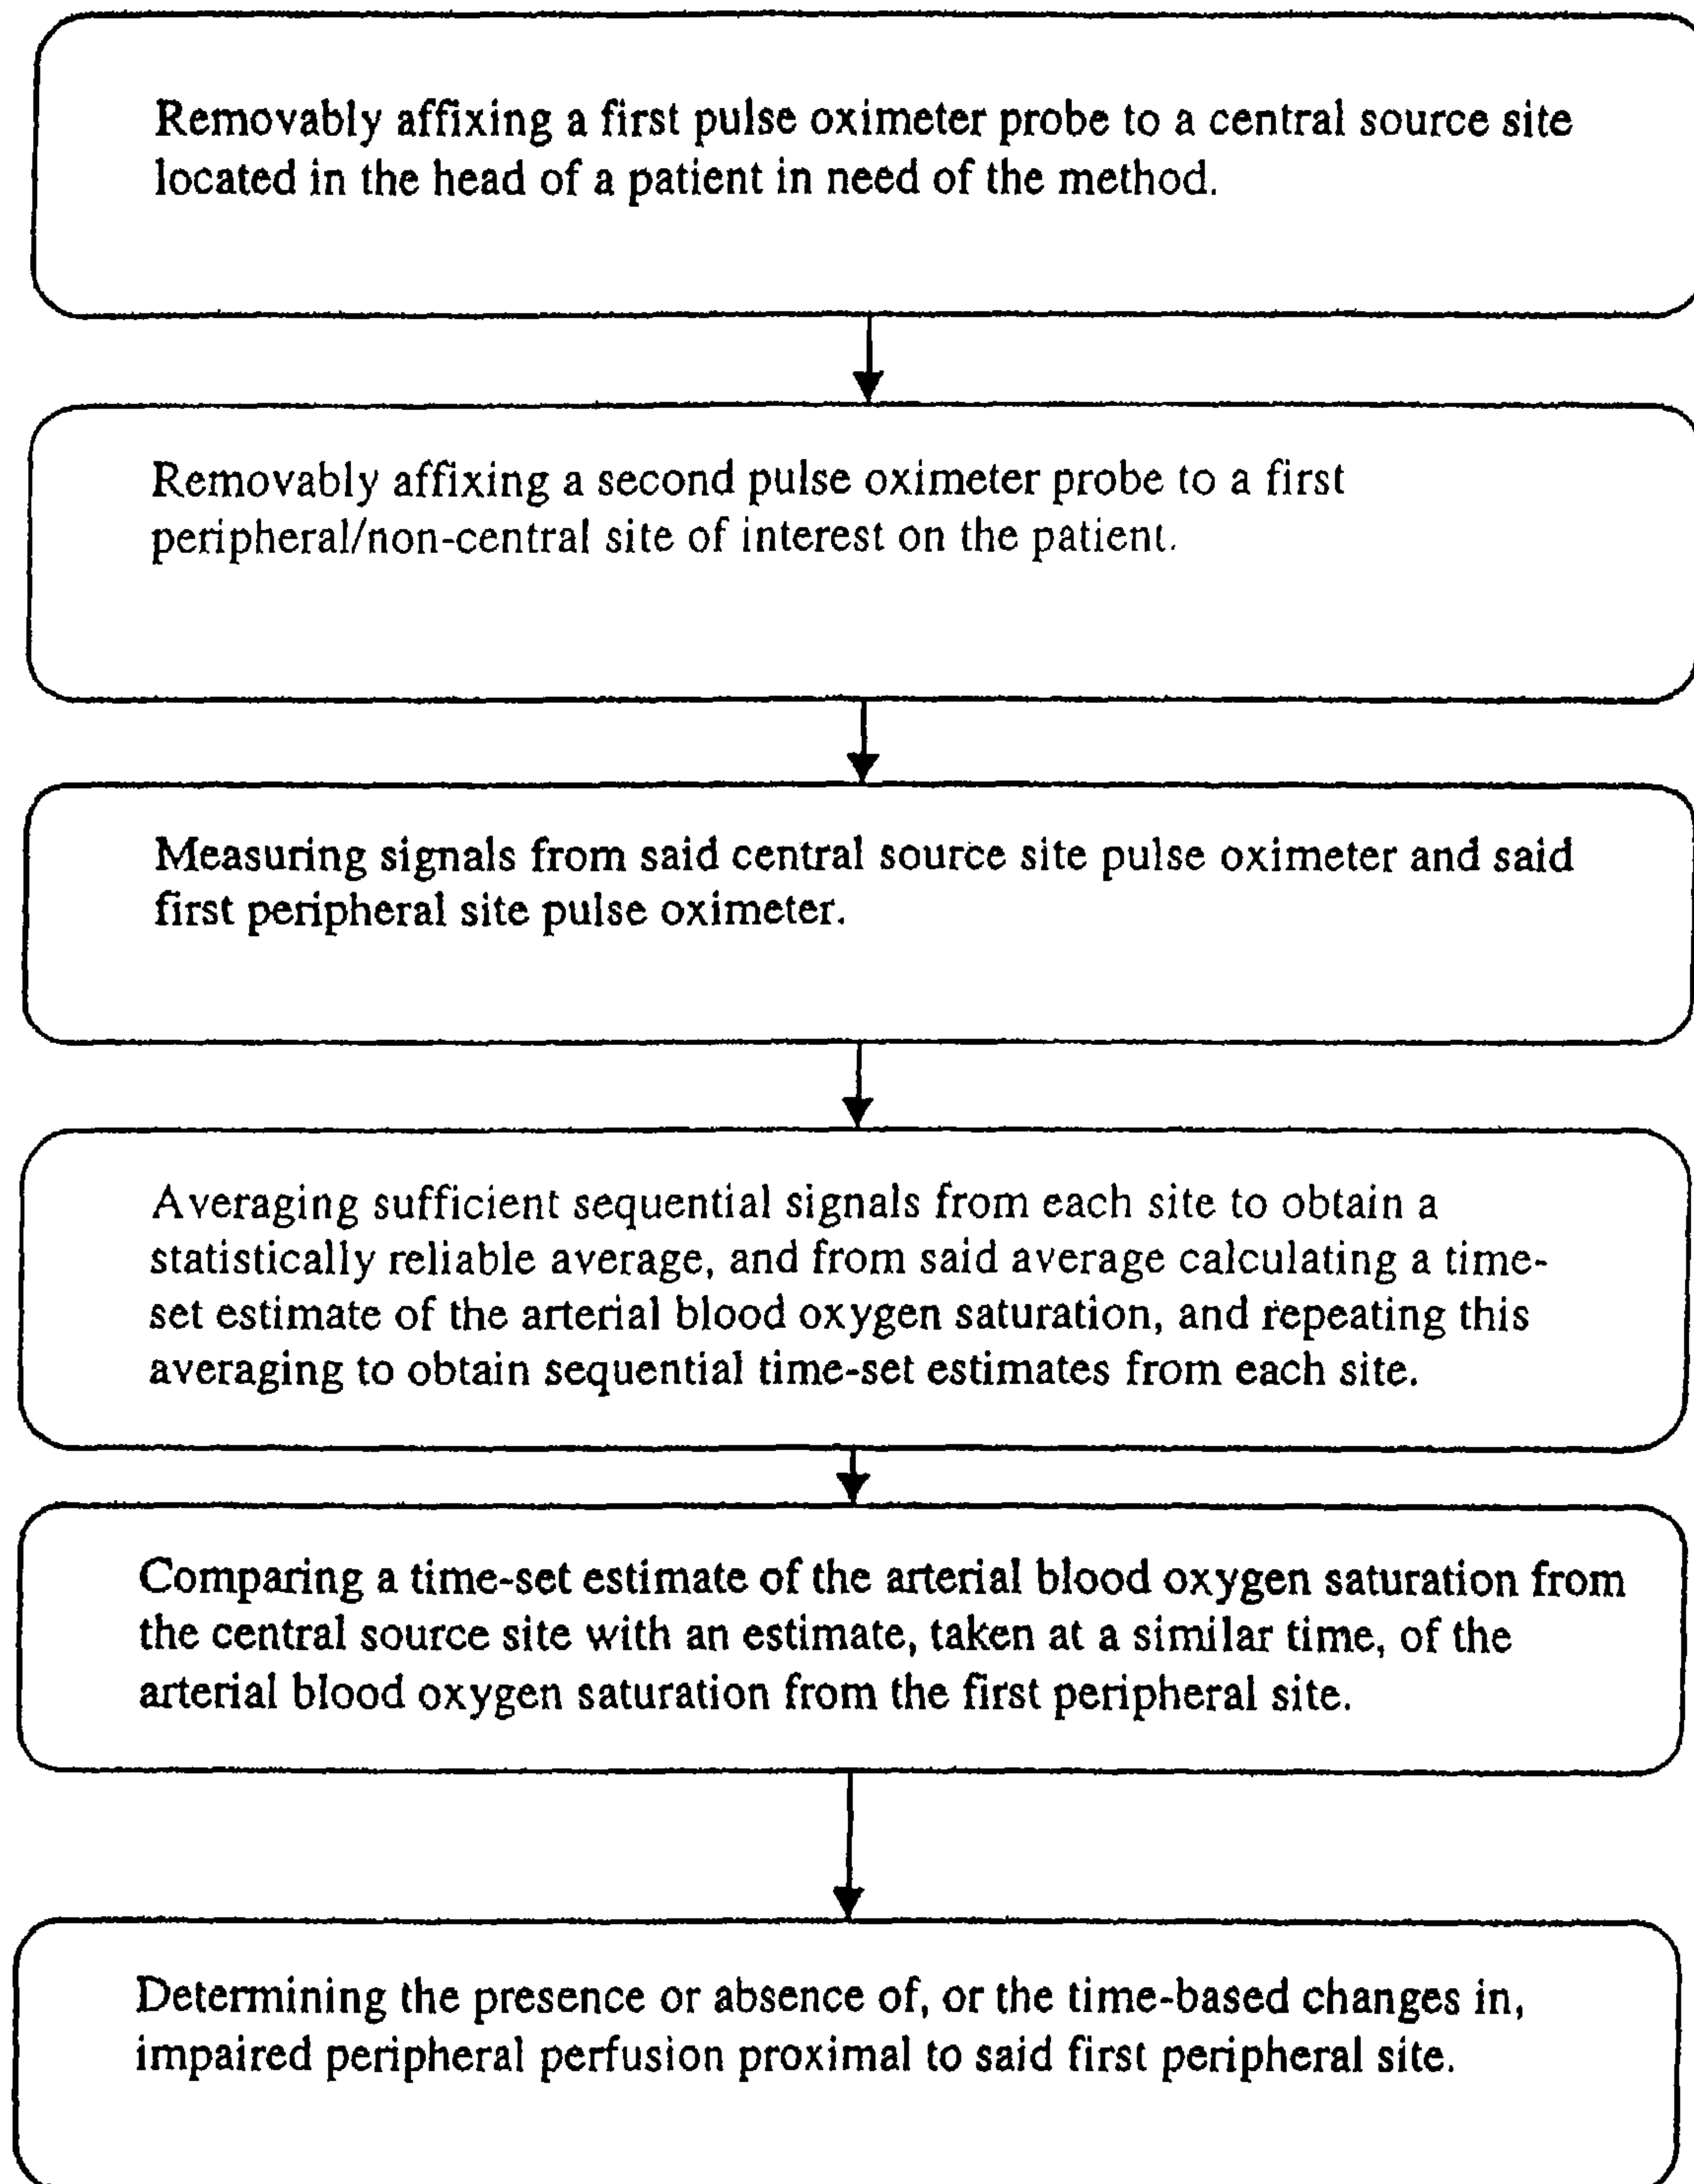 Removably affixing a first pulse oximeter probe to a central source site
located in the head of a patient in need of the method.
Removably affixing a second pulse oximeter probe to a first
peripheral/non-central site of interest on the patient.
Measuring signals from said central source site pulse oximeter and said
first peripheral site pulse oximeter.
Averaging sufficient sequential signals from each site to obtain a
statistically reliable average, and from said average calculating a time-
set estimate of the arterial blood oxygen saturation, and repeating this
averaging to obtain sequential time-set estimates from each site.
Comparing a time-set estimate of the arterial blood oxygen saturation from
the central source site with an estimate, taken at a similar time, of the
arterial blood oxygen saturation from the first peripheral site.
Determining the presence or absence of, or the time-based changes in,
impaired peripheral perfusion proximal to said first peripheral site.